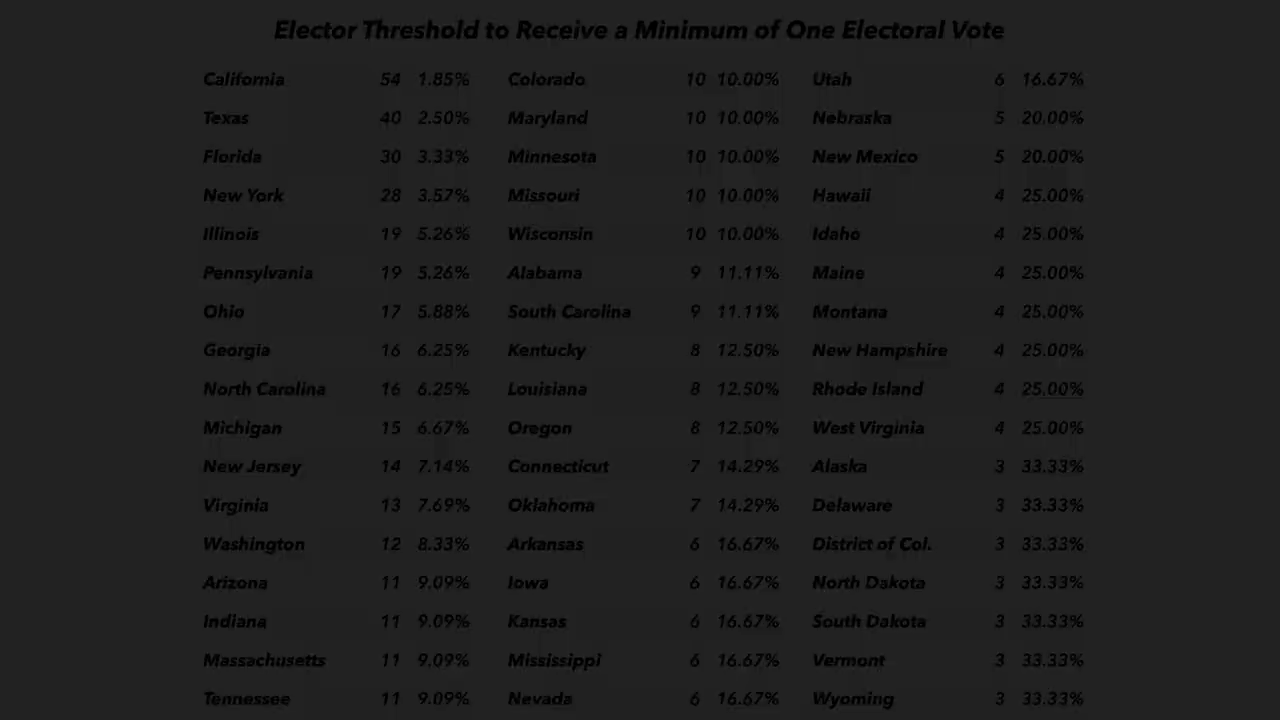 Elector Threshold to Receive a Minimum of One Electoral Vote
California 54 1.85% Colorado 10 10.00% Utah 6 16.67%
Texas 40 2.50% Maryland 10 10.00% Nebraska 5 20.00%
Florida 30 3.33% Minnesota 10 10.00% New Mexico 5 20.00%
New York 28 3.57% Missouri 10 10.00% Hawaii 4 25.00%
Illinois 19 5.26% Wisconsin 10 10.00% Idaho 4 25.00%
Pennsylvania 19 5.26% Alabama 9 11.11% Maine 4 25.00%
Ohio 17 5.88% South Carolina 9 11.11% Montana 4 25.00%
Georgia 16 6.25% Kentucky 8 12.50% New Hampshire 4 25.00%
North Carolina 16 6.25% Louisiana 8 12.50% Rhode Island 4 25.00%
Michigan 15 6.67% Oregon 8 12.50% West Virginia 4 25.00%
New Jersey 14 7.14% Connecticut 7 14.29% Alaska 3 33.33%
Virginia 13 7.69% Oklahoma 7 14.29% Delaware 3 33.33%
Washington 12 8.33% Arkansas 6 16.67% District of Col. 3 33.33%
Arizona 11 9.09% Iowa 6 16.67% North Dakota 3 33.33%
Indiana 11 9.09% Kansas 6 16.67% South Dakota 3 33.33%
Massachusetts 11 9.09% Mississippi 6 16.67% Vermont 3 33.33%
Tennessee 11 9.09% Nevada 6 16.67% Wyoming 3 33.33%